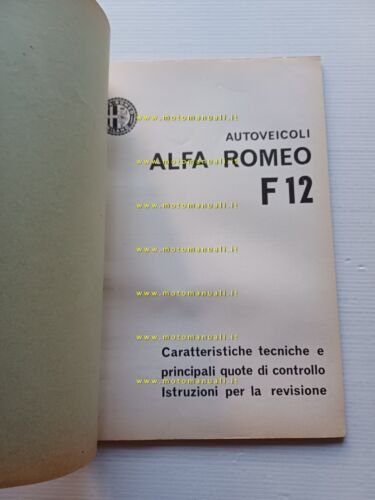 AUTOVEICOLI
ALFA ROMEO
F 12
www.motomanuali.it
www.motomanuali.it
www.motomanuali.it
www.motomanuali.it
www.motomanuali.it
www.motomanuali.it
www.motomanuali.it
Caratteristiche tecniche e
principali quote di controllo
Istruzioni per la revisione
www.motomanuali.it